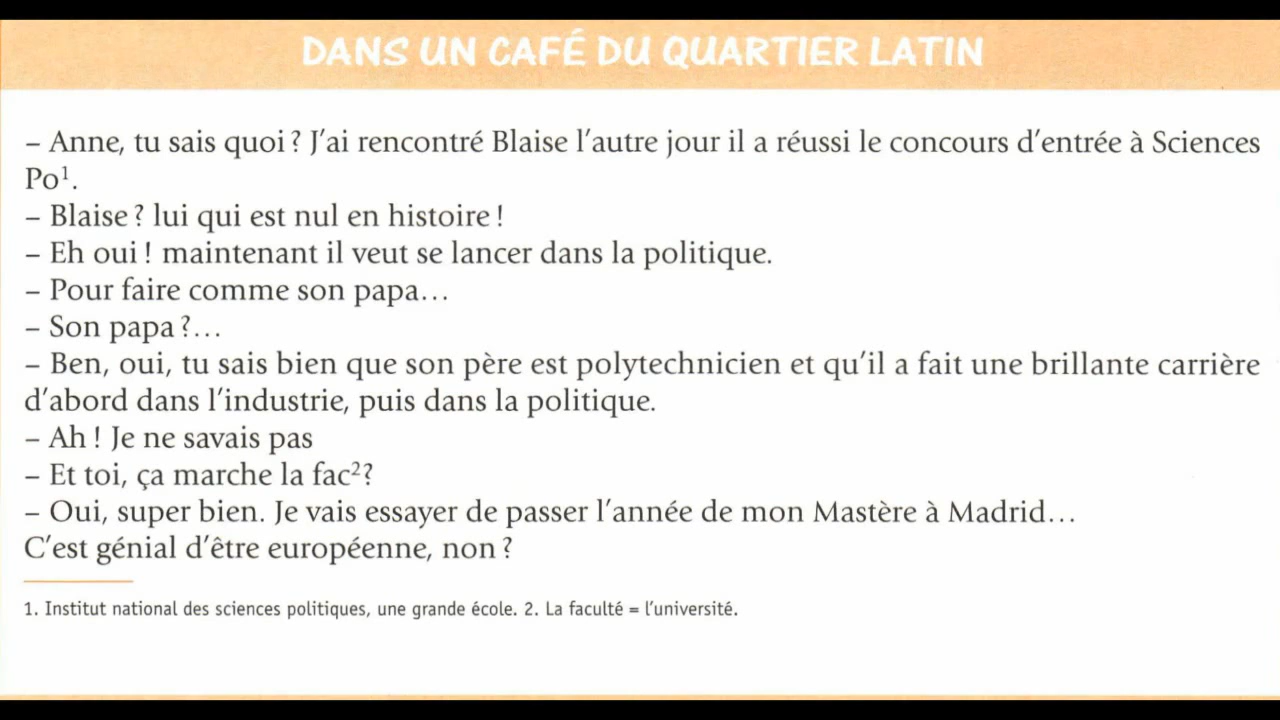 DANS UN CAFÉ DU QUARTIER LATIN
– Anne, tu sais quoi ? J'ai rencontré Blaise l'autre jour il a réussi le concours d'entrée à Sciences
Po¹.
– Blaise ? lui qui est nul en histoire !
– Eh oui ! maintenant il veut se lancer dans la politique.
– Pour faire comme son papa…
– Son papa ?…
– Ben, oui, tu sais bien que son père est polytechnicien et qu'il a fait une brillante carrière
d'abord dans l'industrie, puis dans la politique.
– Ah ! Je ne savais pas
– Et toi, ça marche la fac² ?
– Oui, super bien. Je vais essayer de passer l'année de mon Mastère à Madrid…
C'est génial d'être européenne, non ?
1. Institut national des sciences politiques, une grande école. 2. La faculté = l'université.